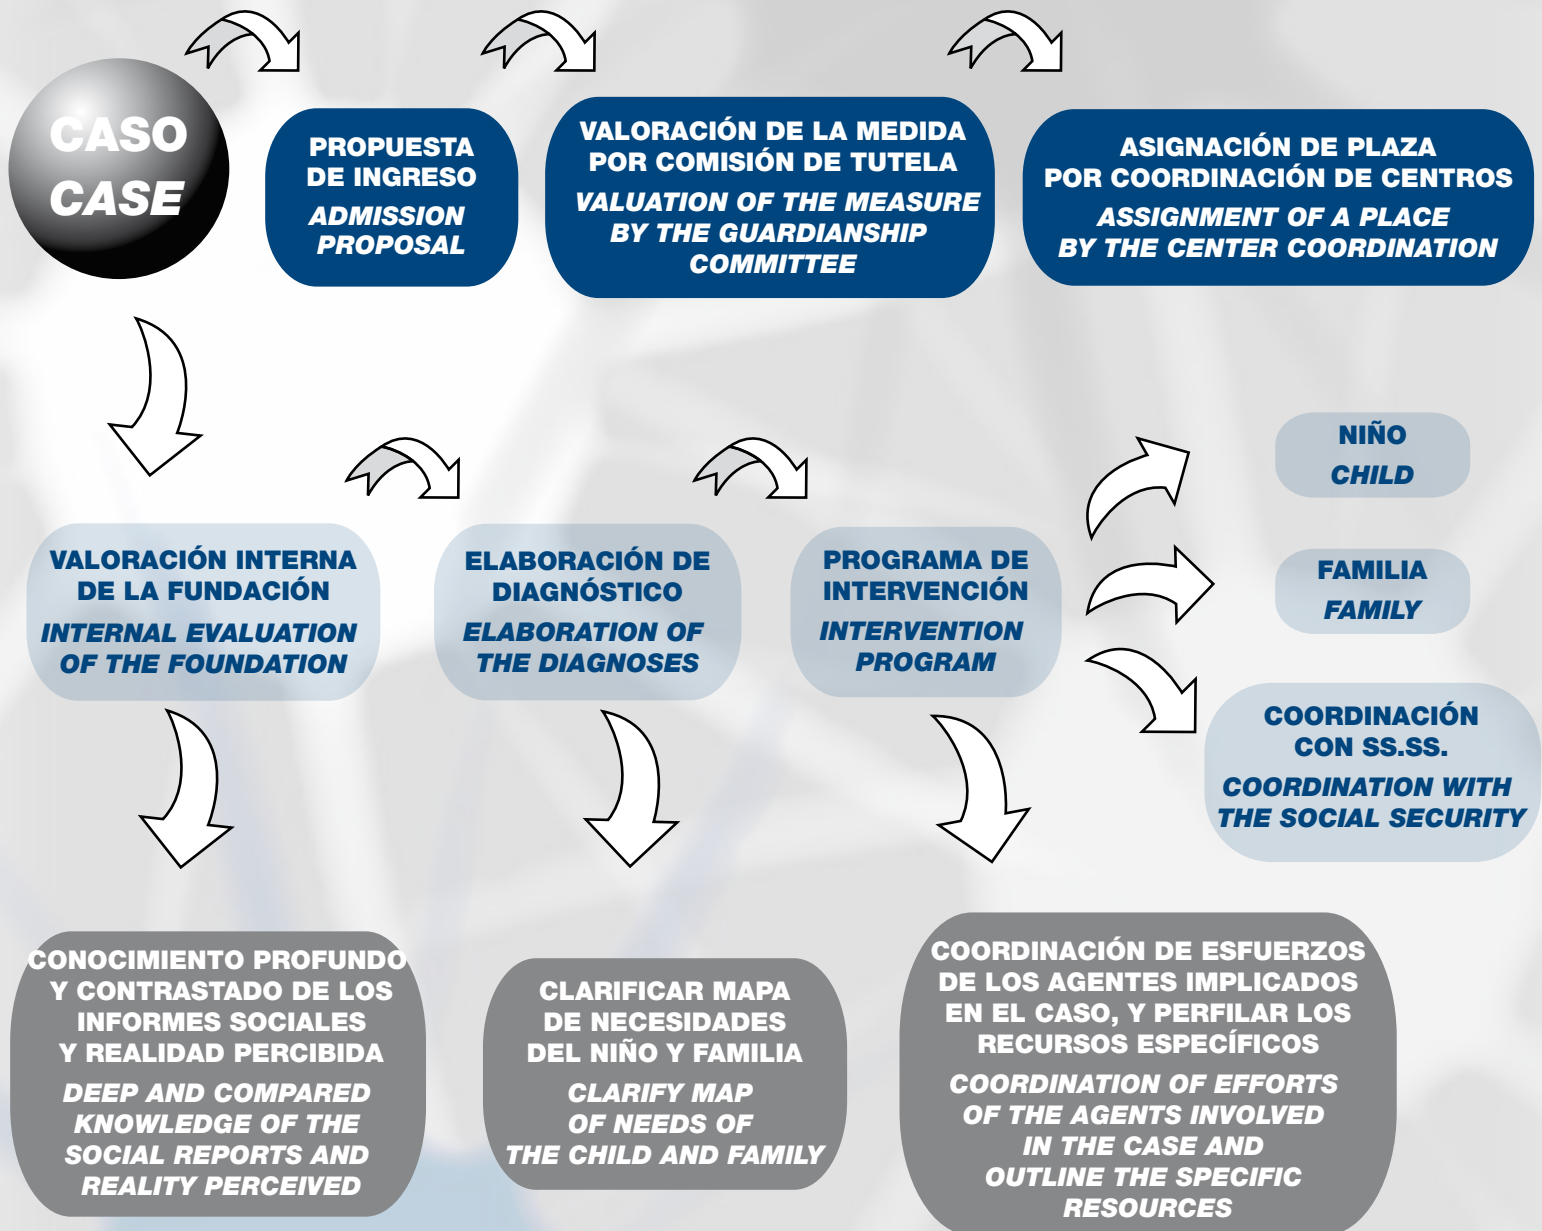 CASO
CASE
PROPUESTA
DE INGRESO
ADMISSION
PROPOSAL
VALORACIÓN DE LA MEDIDA
POR COMISIÓN DE TUTELA
VALUATION OF THE MEASURE
BY THE GUARDIANSHIP
COMMITTEE
ASIGNACIÓN DE PLAZA
POR COORDINACIÓN DE CENTROS
ASSIGNMENT OF A PLACE
BY THE CENTER COORDINATION
VALORACIÓN INTERNA
DE LA FUNDACIÓN
INTERNAL EVALUATION
OF THE FOUNDATION
ELABORACIÓN DE
DIAGNÓSTICO
ELABORATION OF
THE DIAGNOSES
PROGRAMA DE
INTERVENCIÓN
INTERVENTION
PROGRAM
NIÑO
CHILD
FAMILIA
FAMILY
COORDINACIÓN
CON SS.SS.
COORDINATION WITH
THE SOCIAL SECURITY
CONOCIMIENTO PROFUNDO
Y CONTRASTADO DE LOS
INFORMES SOCIALES
Y REALIDAD PERCIBIDA
DEEP AND COMPARED
KNOWLEDGE OF THE
SOCIAL REPORTS AND
REALITY PERCEIVED
CLARIFICAR MAPA
DE NECESIDADES
DEL NIÑO Y FAMILIA
CLARIFY MAP
OF NEEDS OF
THE CHILD AND FAMILY
COORDINACIÓN DE ESFUERZOS
DE LOS AGENTES IMPLICADOS
EN EL CASO, Y PERFILAR LOS
RECURSOS ESPECÍFICOS
COORDINATION OF EFFORTS
OF THE AGENTS INVOLVED
IN THE CASE AND
OUTLINE THE SPECIFIC
RESOURCES